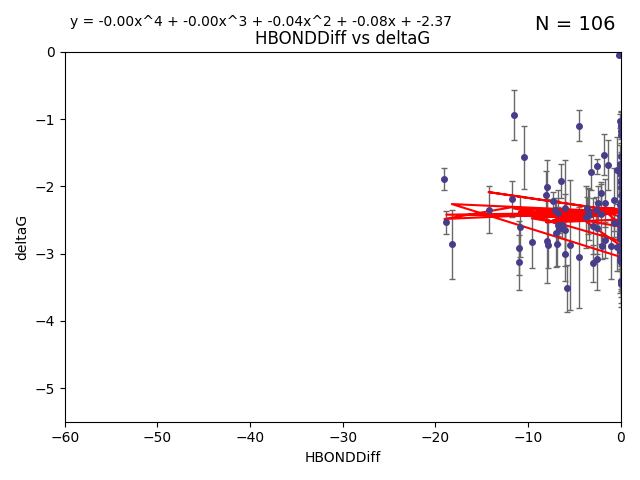 y = -0.00x^4 + -0.00x^3 + -0.04x^2 + -0.08x + -2.37
N = 106
HBONDDiff vs deltaG
0
−1
−2
−3
−4
−5
deltaG
−60 −50 −40 −30 −20 −10 0
HBONDDiff